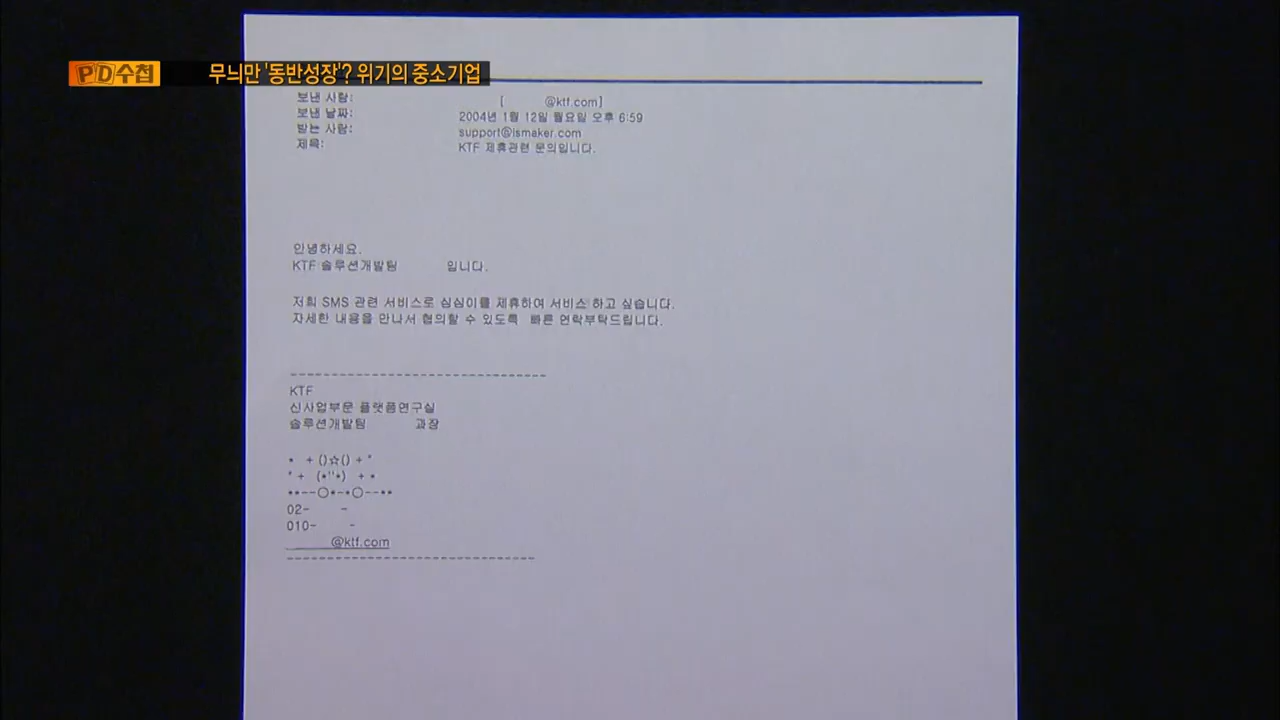 PD수첩 무늬만 '동반성장'? 위기의 중소기업
보낸 사람: [ @ktf.com]
보낸 날짜: 2004년 1월 12일 월요일 오후 6:59
받는 사람: support@ismaker.com
제목: KTF 제휴관련 문의입니다.
안녕하세요.
KTF 솔루션개발팀 입니다.
저희 SMS 관련 서비스로 심심이를 제휴하여 서비스 하고 싶습니다.
자세한 내용을 만나서 협의할 수 있도록 빠른 연락부탁드립니다.
--------------------------------
KTF
신사업부문 플랫폼연구실
솔루션개발팀 과장
* + ()☆() + *
* + (*''*) + *
**--○*-*○--**
02- -
010- -
@ktf.com
--------------------------------